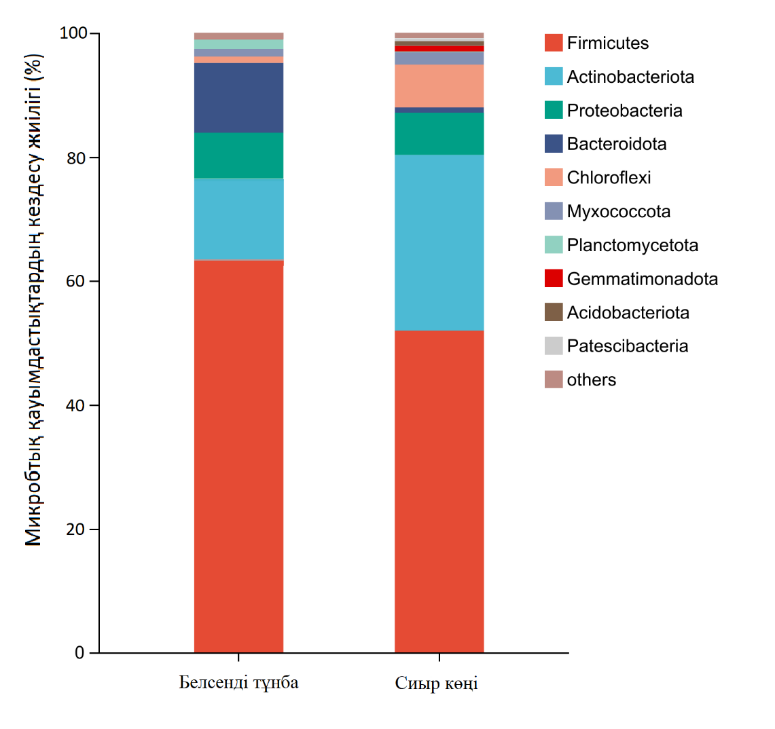 Микробтық қауымдастықтардың кездесу жиілігі (%)
100
80
60
40
20
0
Белсенді тұнба
Сиыр көңі
Firmicutes
Actinobacteriota
Proteobacteria
Bacteroidota
Chloroflexi
Myxococcota
Planctomycetota
Gemmatimonadota
Acidobacteriota
Patescibacteria
others